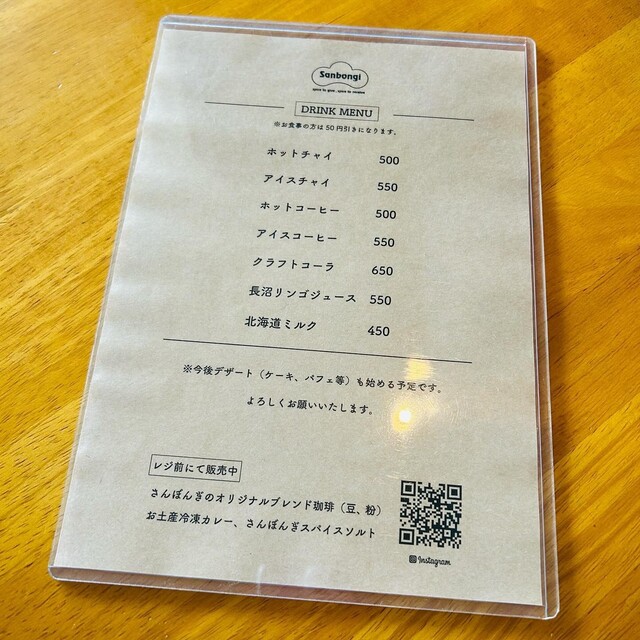 Sanbongi
DRINK MENU
※お食事の方は50円引きになります。
ホットチャイ 500
アイスチャイ 550
ホットコーヒー 500
アイスコーヒー 550
クラフトコーラ 650
長沼リンゴジュース 550
北海道ミルク 450
※今後デザート（ケーキ、パフェ等）も始める予定です。
よろしくお願いいたします。
レジ前にて販売中
さんぼんぎのオリジナルブレンド珈琲（豆、粉）
お土産冷凍カレー、さんぼんぎスパイスソルト
Instagram